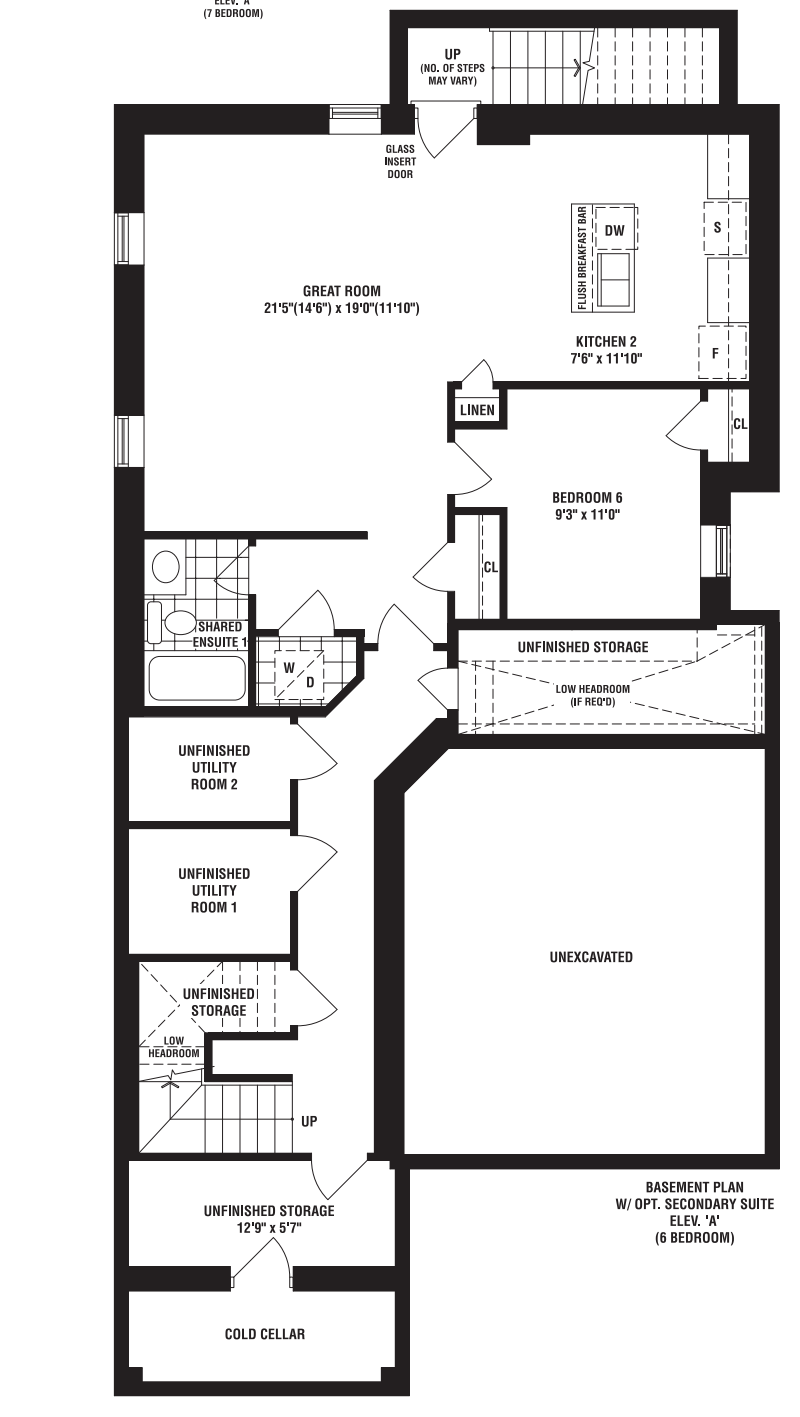 ELEV. 'A'
(7 BEDROOM)
UP
(NO. OF STEPS
MAY VARY)
GLASS
INSERT
DOOR
FLUSH BREAKFAST BAR
DW
S
GREAT ROOM
21'5"(14'6") x 19'0"(11'10")
KITCHEN 2
7'6" x 11'10"
F
LINEN
CL
BEDROOM 6
9'3" x 11'0"
CL
SHARED
ENSUITE 1
W
D
UNFINISHED STORAGE
LOW HEADROOM
(IF REQ'D)
UNFINISHED
UTILITY
ROOM 2
UNFINISHED
UTILITY
ROOM 1
UNEXCAVATED
UNFINISHED
STORAGE
LOW
HEADROOM
UP
BASEMENT PLAN
W/ OPT. SECONDARY SUITE
ELEV. 'A'
(6 BEDROOM)
UNFINISHED STORAGE
12'9" x 5'7"
COLD CELLAR